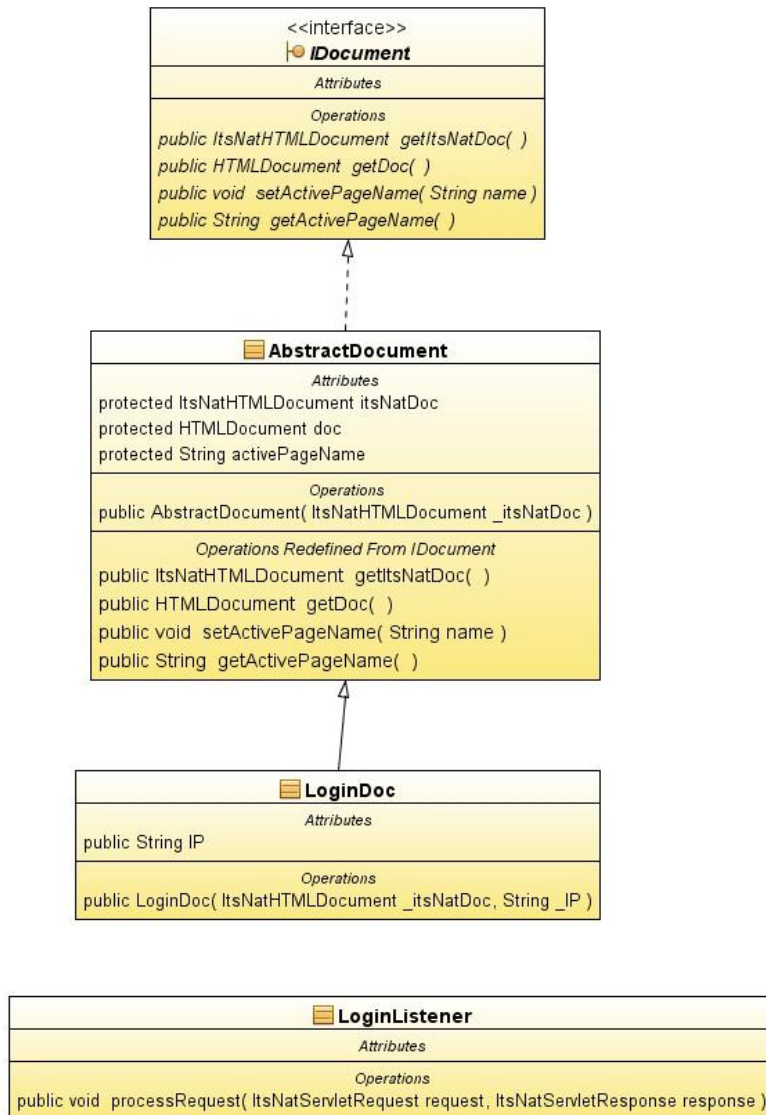 <<interface>>
IDocument
Attributes
Operations
public ItsNatHTMLDocument getItsNatDoc( )
public HTMLDocument getDoc( )
public void setActivePageName( String name )
public String getActivePageName( )
AbstractDocument
Attributes
protected ItsNatHTMLDocument itsNatDoc
protected HTMLDocument doc
protected String activePageName
Operations
public AbstractDocument( ItsNatHTMLDocument _itsNatDoc )
Operations Redefined From IDocument
public ItsNatHTMLDocument getItsNatDoc( )
public HTMLDocument getDoc( )
public void setActivePageName( String name )
public String getActivePageName( )
LoginDoc
Attributes
public String IP
Operations
public LoginDoc( ItsNatHTMLDocument _itsNatDoc, String _IP )
LoginListener
Attributes
Operations
public void processRequest( ItsNatServletRequest request, ItsNatServletResponse response )